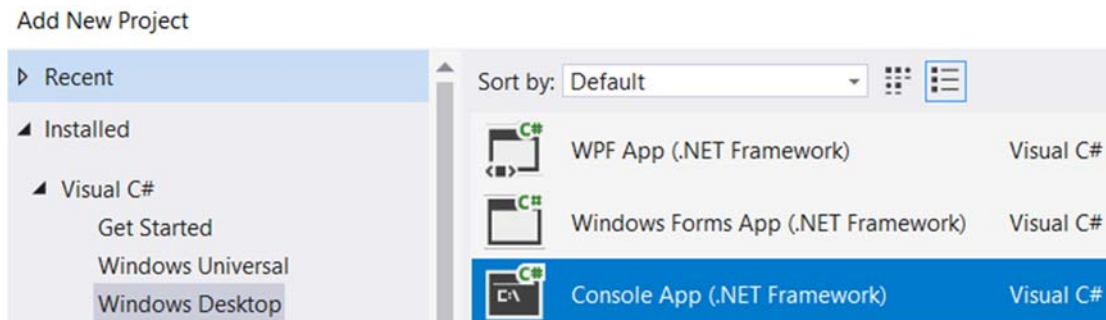 Add New Project
Recent
Installed
Visual C#
Get Started
Windows Universal
Windows Desktop
Sort by: Default
C#
WPF App (.NET Framework) Visual C#
C#
Windows Forms App (.NET Framework) Visual C#
C#
C:\
Console App (.NET Framework) Visual C#